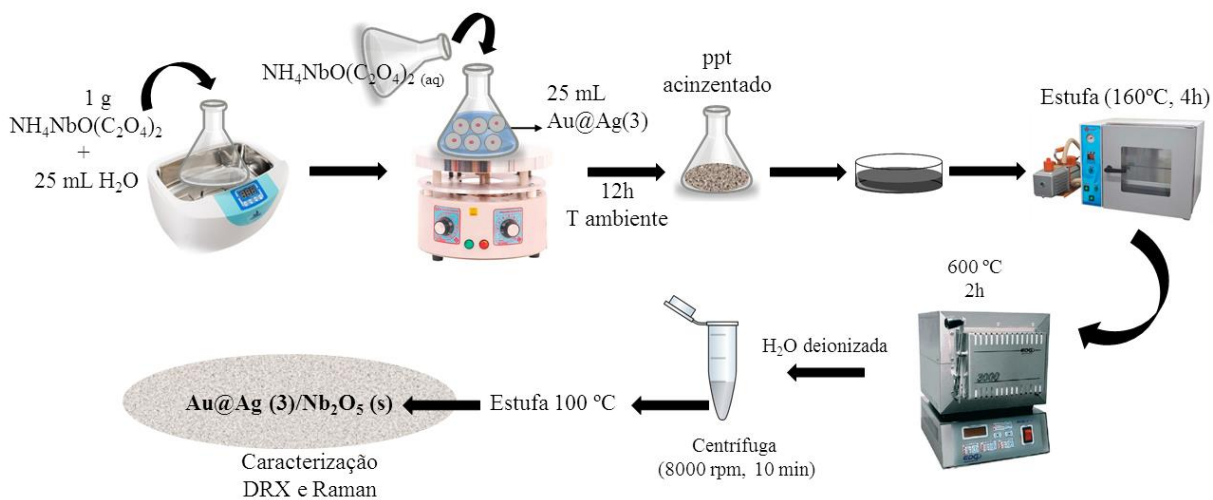 1 g
NH₄NbO(C₂O₄)₂
+
25 mL H₂O
NH₄NbO(C₂O₄)₂ (aq)
25 mL
Au@Ag(3)
12h
T ambiente
ppt
acinzentado
Estufa (160ºC, 4h)
600 ºC
2h
3000
H₂O deionizada
Centrífuga
(8000 rpm, 10 min)
Estufa 100 ºC
Au@Ag (3)/Nb₂O₅ (s)
Caracterização
DRX e Raman